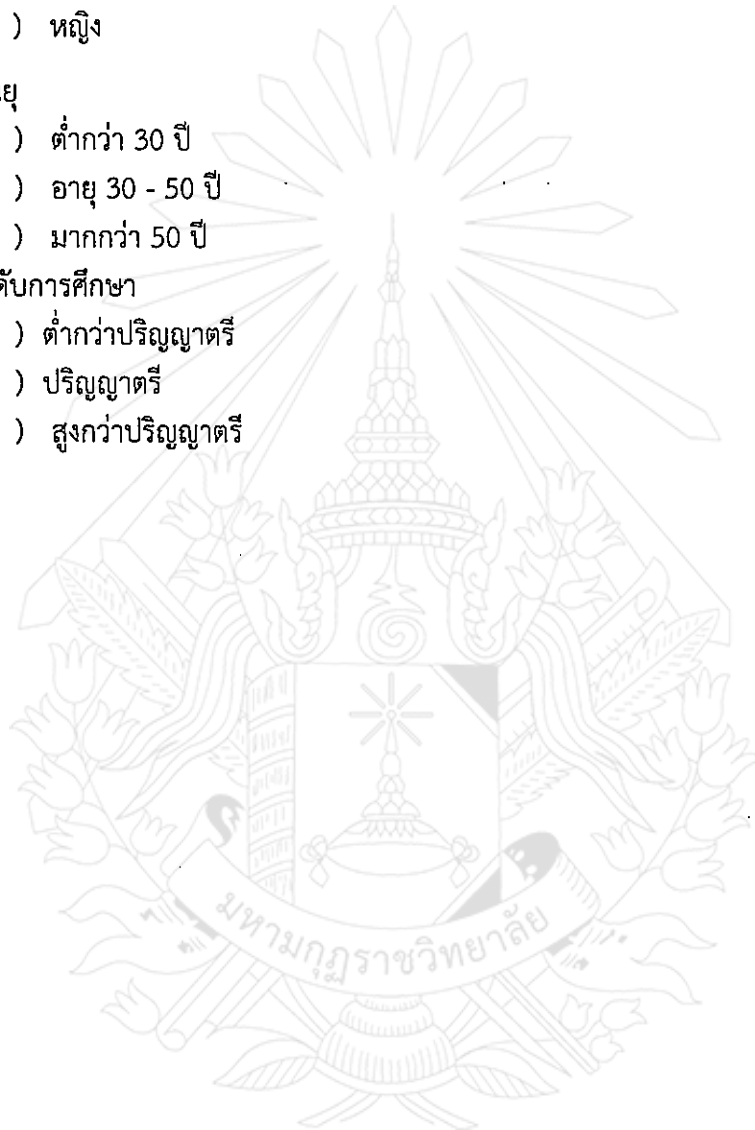 ) หญิง
ยุ
) ต่ำกว่า 30 ปี
) อายุ 30 - 50 ปี
) มากกว่า 50 ปี
ดับการศึกษา
) ต่ำกว่าปริญญาตรี
) ปริญญาตรี
) สูงกว่าปริญญาตรี
มหามกุฏราชวิทยาลัย